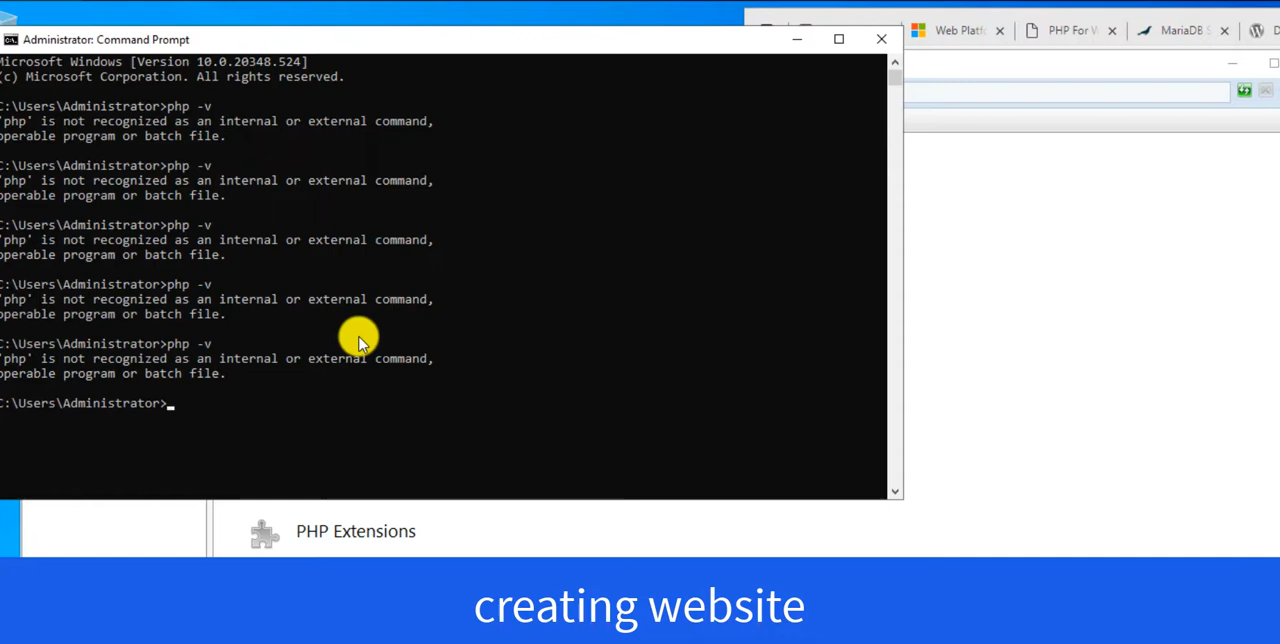 Administrator: Command Prompt
Web Platf
PHP For W
MariaDB S
D
Microsoft Windows [Version 10.0.20348.524]
(c) Microsoft Corporation. All rights reserved.
C:\Users\Administrator>php -v
'php' is not recognized as an internal or external command,
operable program or batch file.
C:\Users\Administrator>php -v
'php' is not recognized as an internal or external command,
operable program or batch file.
C:\Users\Administrator>php -v
'php' is not recognized as an internal or external command,
operable program or batch file.
C:\Users\Administrator>php -v
'php' is not recognized as an internal or external command,
operable program or batch file.
C:\Users\Administrator>php -v
'php' is not recognized as an internal or external command,
operable program or batch file.
C:\Users\Administrator>
PHP Extensions
creating website